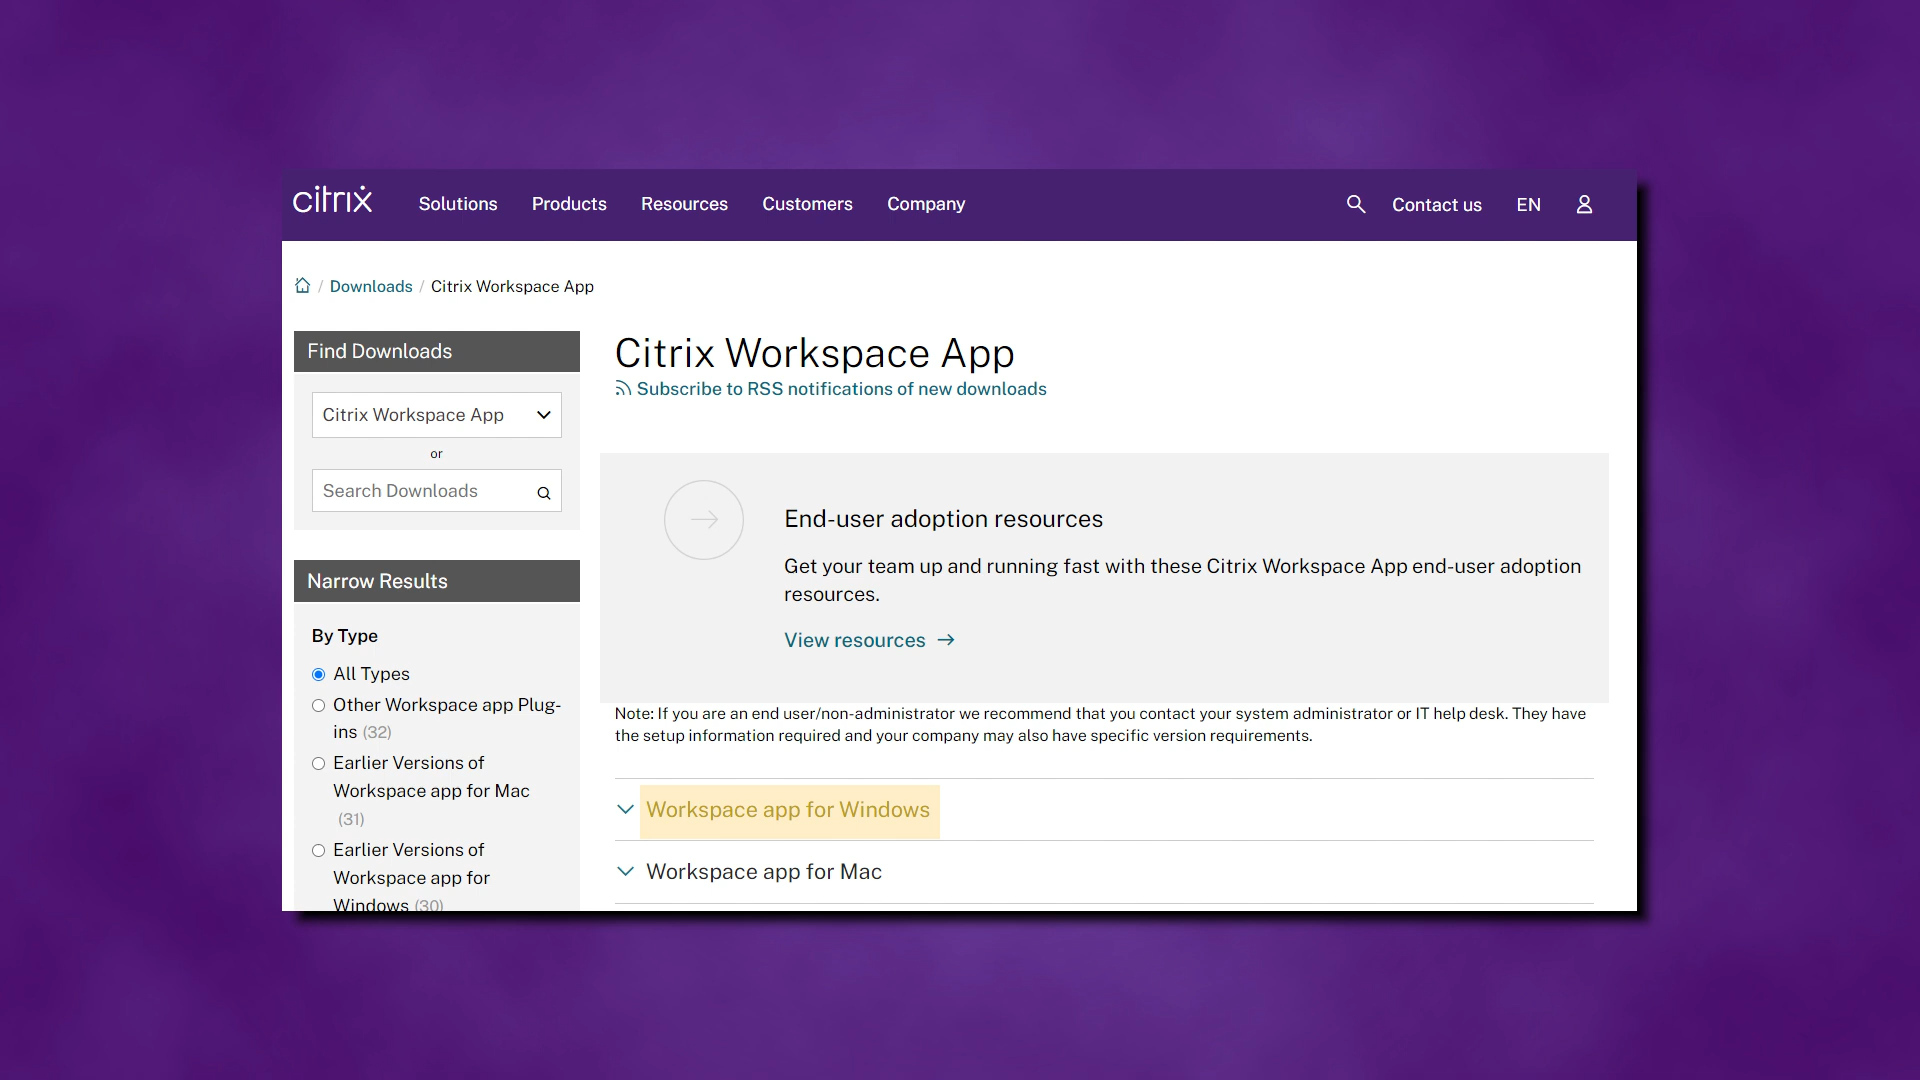 citrix Solutions Products Resources Customers Company Contact us EN
/ Downloads / Citrix Workspace App
Find Downloads
Citrix Workspace App
or
Search Downloads
Narrow Results
By Type
All Types
Other Workspace app Plug-
ins (32)
Earlier Versions of
Workspace app for Mac
(31)
Earlier Versions of
Workspace app for
Windows (30)
Citrix Workspace App
Subscribe to RSS notifications of new downloads
End-user adoption resources
Get your team up and running fast with these Citrix Workspace App end-user adoption
resources.
View resources →
Note: If you are an end user/non-administrator we recommend that you contact your system administrator or IT help desk. They have
the setup information required and your company may also have specific version requirements.
Workspace app for Windows
Workspace app for Mac